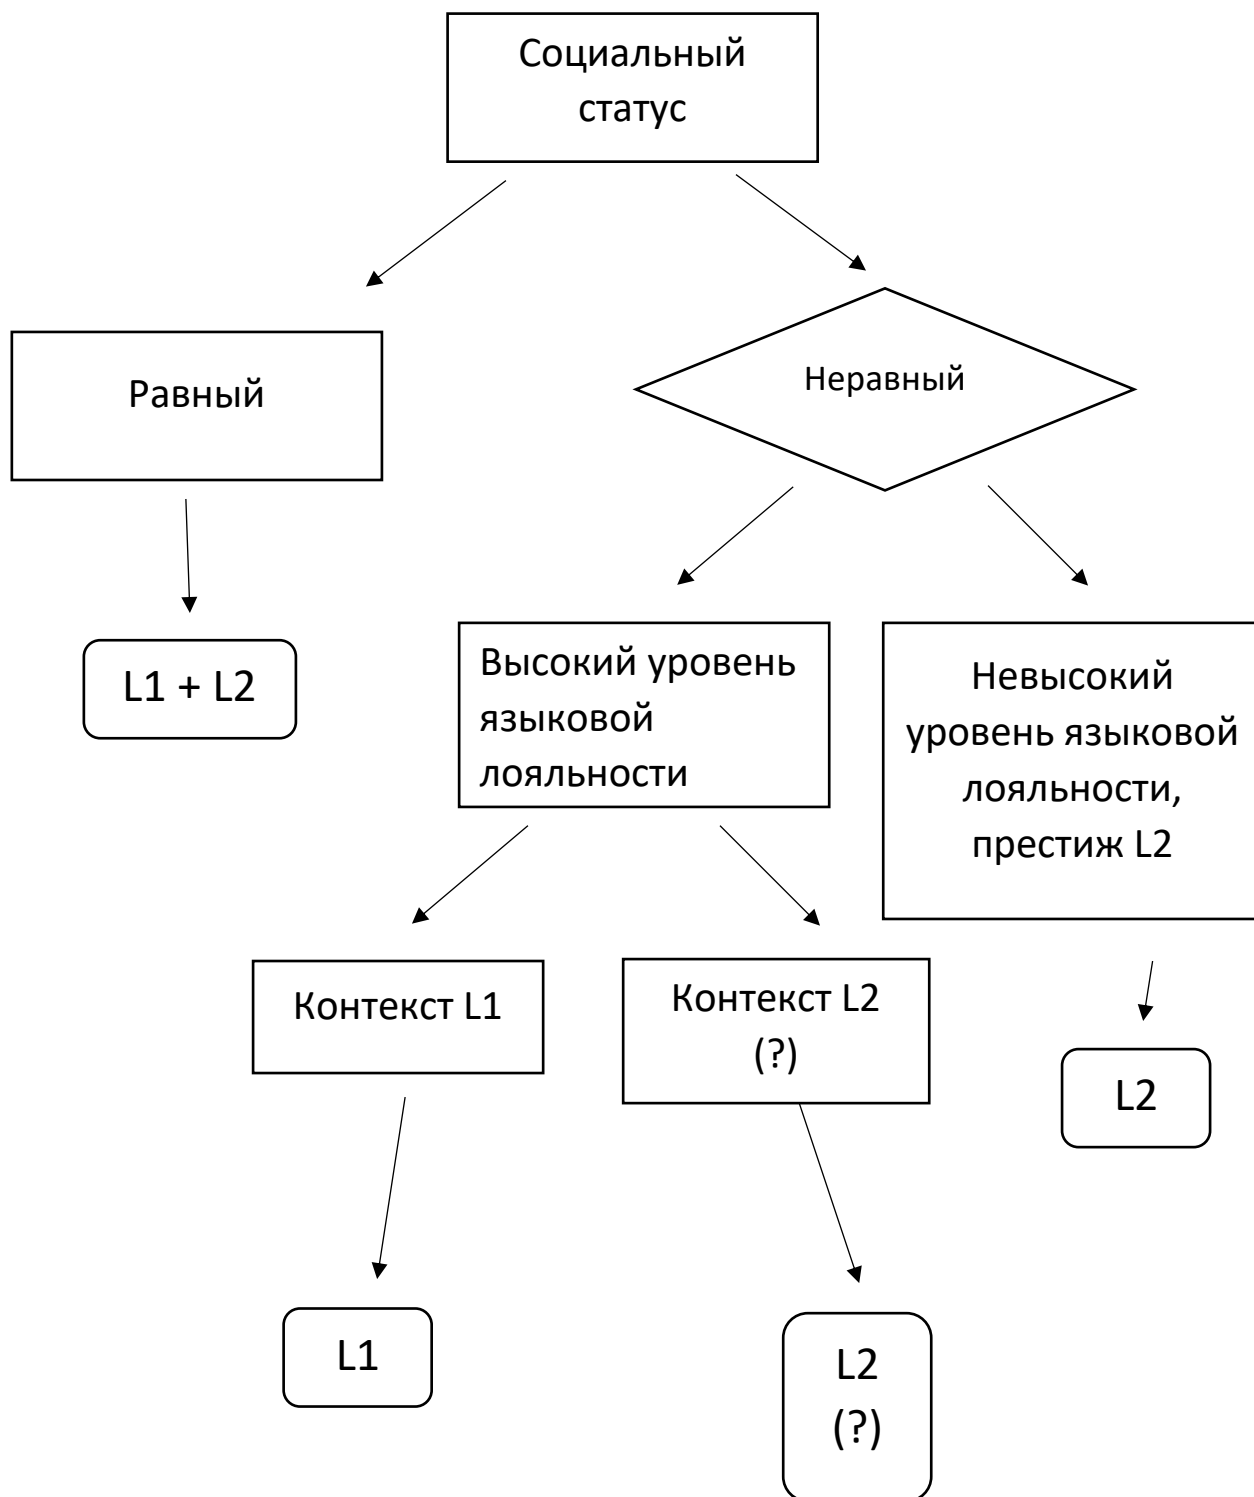 Социальный
статус
Равный
Неравный
L1 + L2
Высокий уровень
языковой
лояльности
Невысокий
уровень языковой
лояльности,
престиж L2
Контекст L1
Контекст L2
(?)
L2
L1
L2
(?)